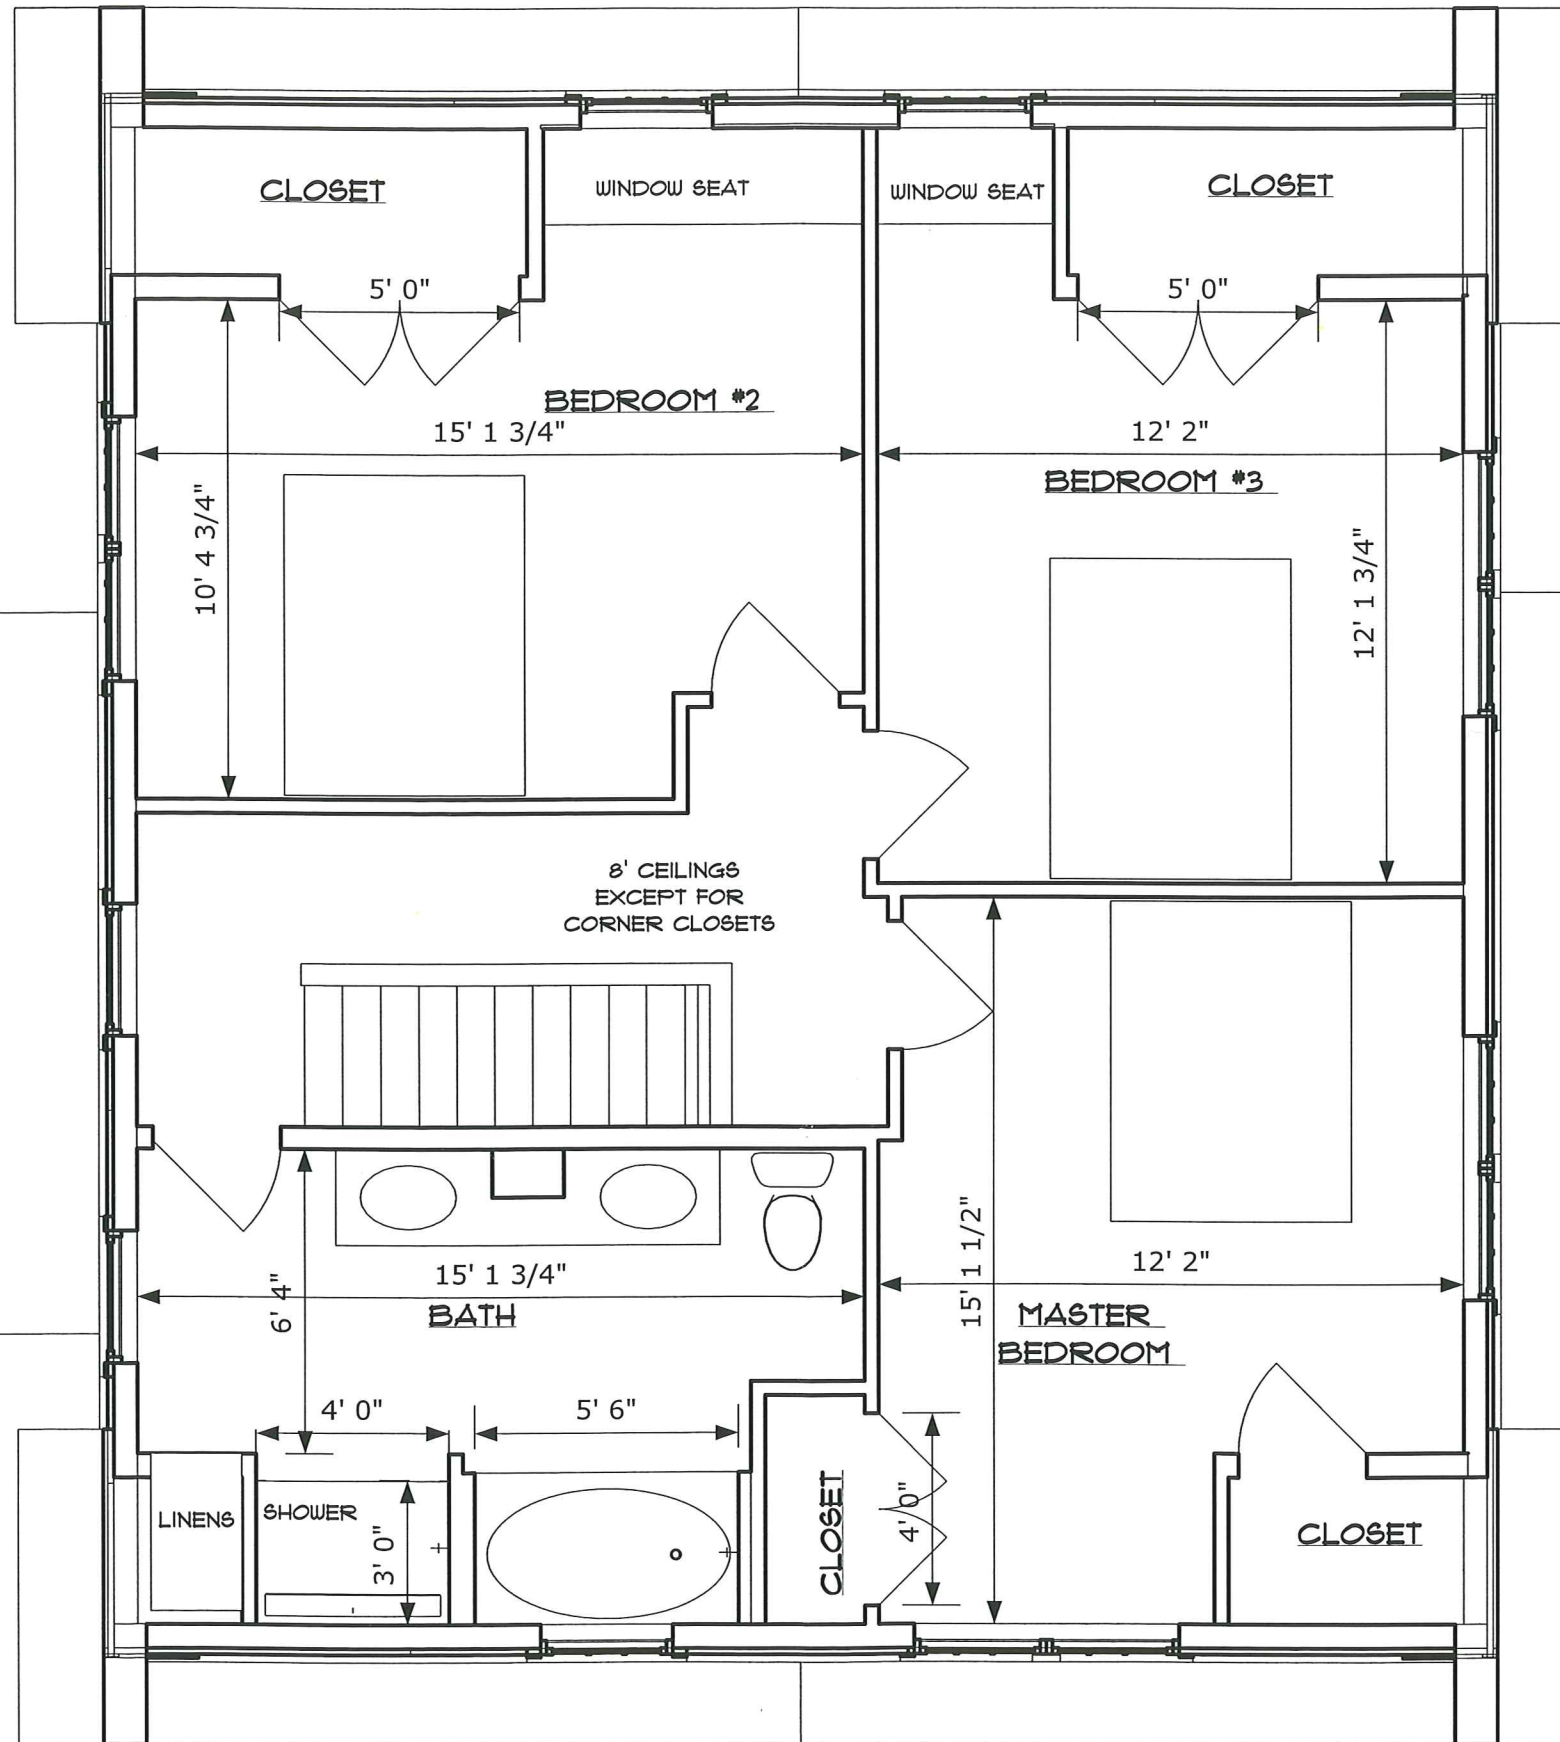 CLOSET
WINDOW SEAT
WINDOW SEAT
CLOSET
5' 0"
5' 0"
BEDROOM #2
15' 1 3/4"
12' 2"
BEDROOM #3
10' 4 3/4"
12' 1 3/4"
8' CEILINGS
EXCEPT FOR
CORNER CLOSETS
15' 1 1/2"
12' 2"
6' 4"
15' 1 3/4"
BATH
MASTER
BEDROOM
4' 0"
5' 6"
LINENS
SHOWER
3' 0"
CLOSET
4' 0"
CLOSET